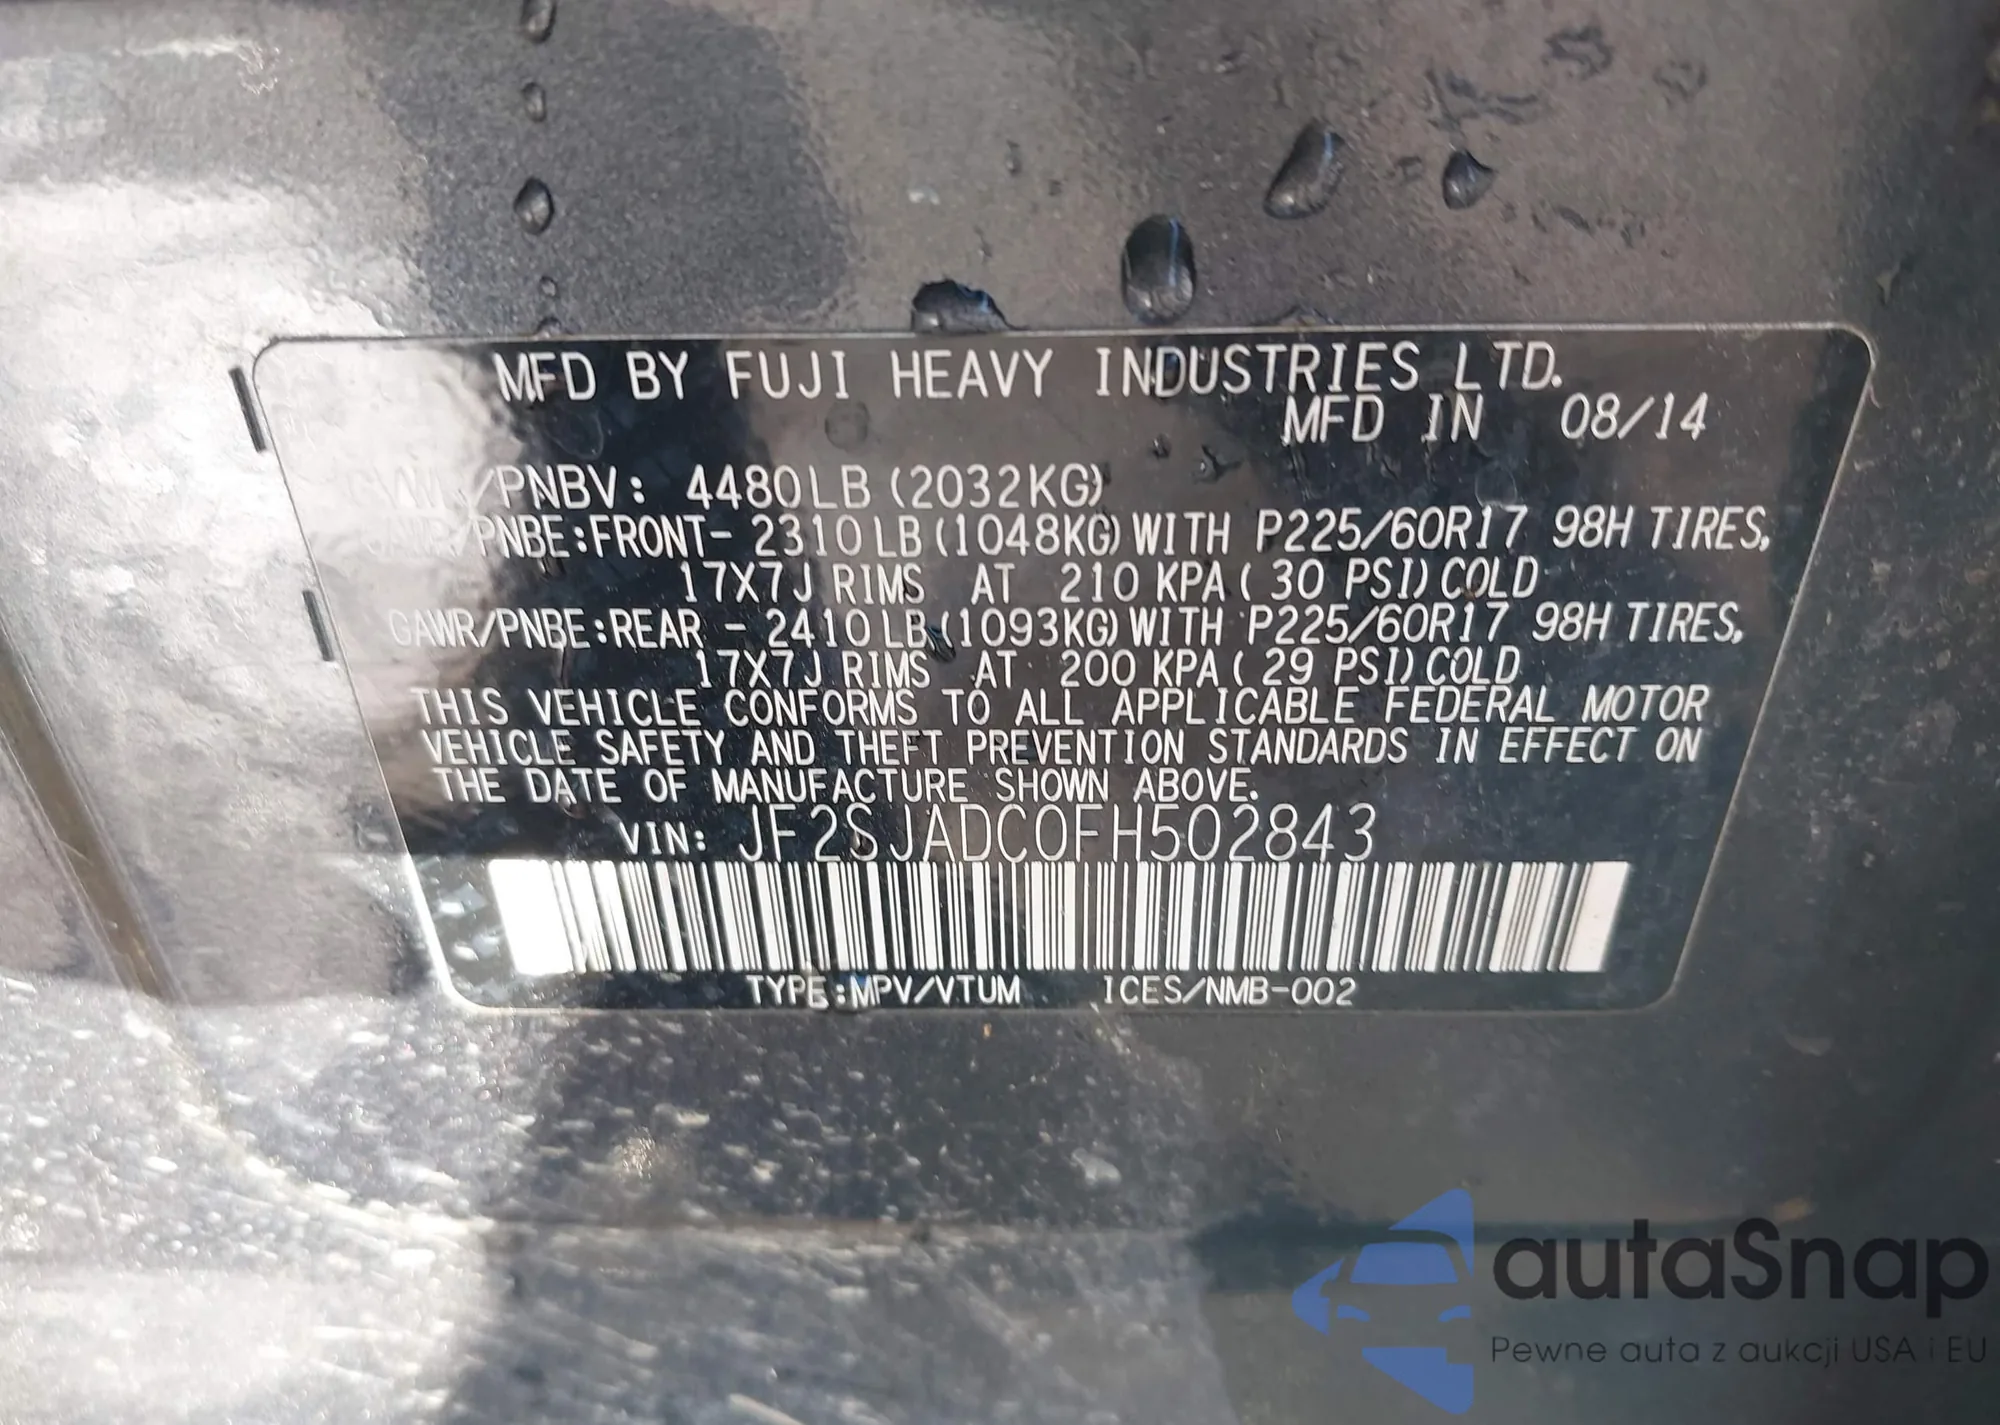 MFD BY FUJI HEAVY INDUSTRIES LTD.
MFD IN 08/14
/PNBV: 4480LB (2032KG)
/PNBE:FRONT- 2310LB (1048KG) WITH P225/60R17 98H TIRES,
17X7J RIMS AT 210 KPA ( 30 PSI) COLD
GAWR/PNBE:REAR - 2410LB (1093KG) WITH P225/60R17 98H TIRES,
17X7J RIMS AT 200 KPA ( 29 PSI) COLD
THIS VEHICLE CONFORMS TO ALL APPLICABLE FEDERAL MOTOR
VEHICLE SAFETY AND THEFT PREVENTION STANDARDS IN EFFECT ON
THE DATE OF MANUFACTURE SHOWN ABOVE.
VIN: JF2SJADC0FH502843
TYPE:MPV/VTUM ICES/NMB-002
autaSnap
Pewne auta z aukcji USA i EU